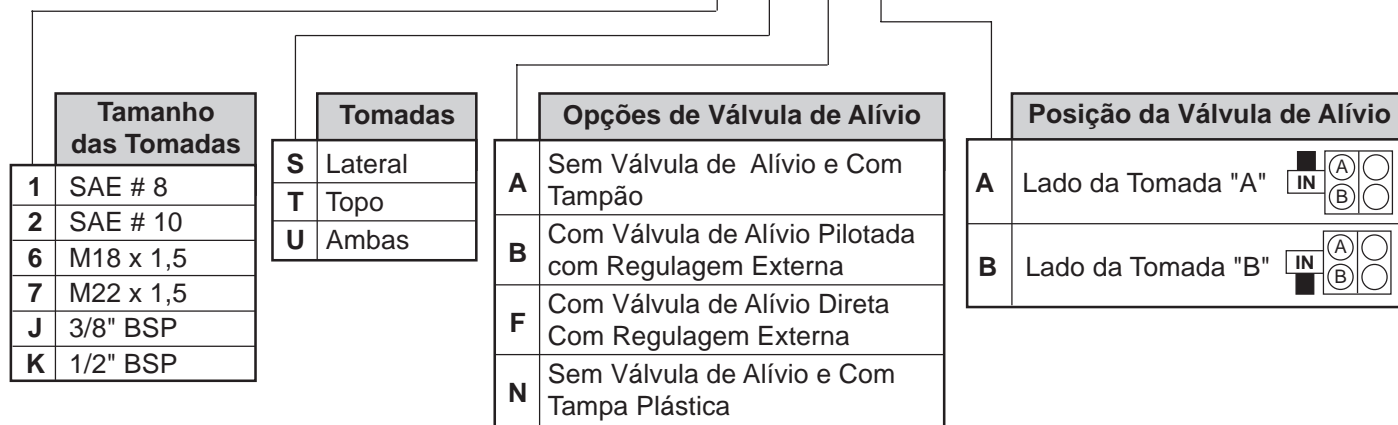 Tamanho
das Tomadas
1 SAE # 8
2 SAE # 10
6 M18 x 1,5
7 M22 x 1,5
J 3/8" BSP
K 1/2" BSP
Tomadas
S Lateral
T Topo
U Ambas
Opções de Válvula de Alívio
A Sem Válvula de Alívio e Com
Tampão
B Com Válvula de Alívio Pilotada
com Regulagem Externa
F Com Válvula de Alívio Direta
Com Regulagem Externa
N Sem Válvula de Alívio e Com
Tampa Plástica
Posição da Válvula de Alívio
A Lado da Tomada "A" IN A
B
B Lado da Tomada "B" IN A
B